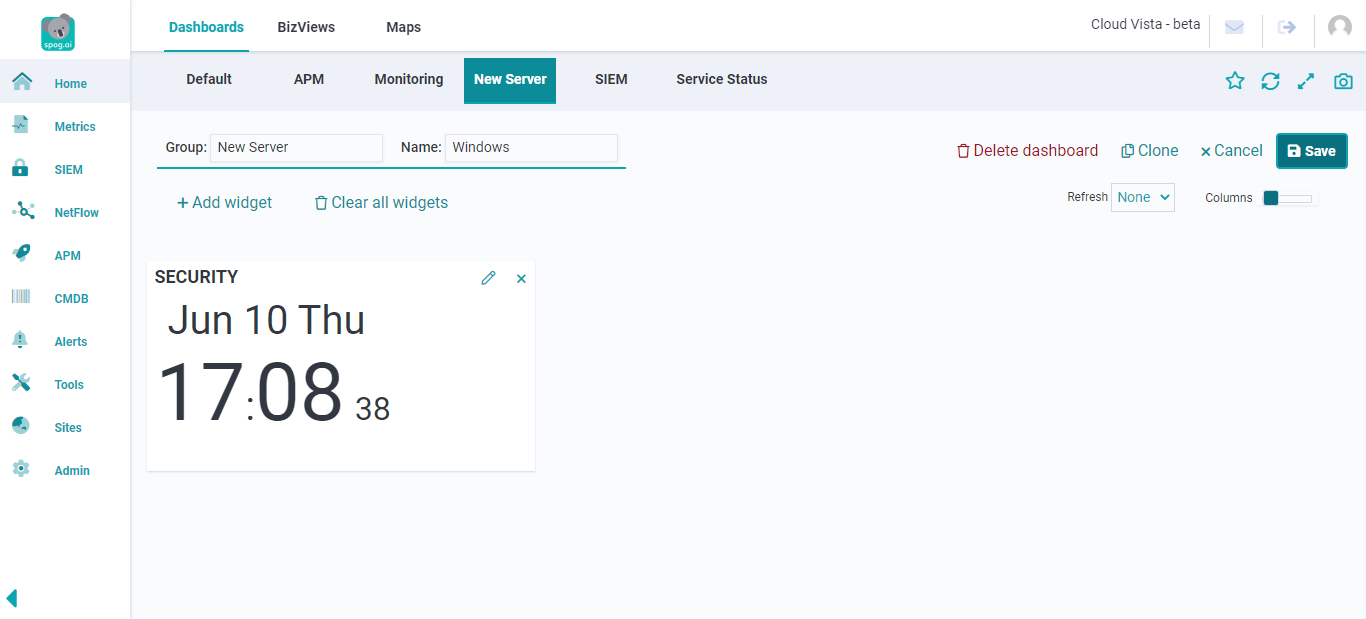 spog.ai
Dashboards BizViews Maps
Cloud Vista - beta
Default APM Monitoring New Server SIEM Service Status
Home
Metrics
SIEM
NetFlow
APM
CMDB
Alerts
Tools
Sites
Admin
Group: New Server Name: Windows
Delete dashboard Clone × Cancel Save
+ Add widget Clear all widgets
Refresh None Columns
SECURITY ×
Jun 10 Thu
17:08 38